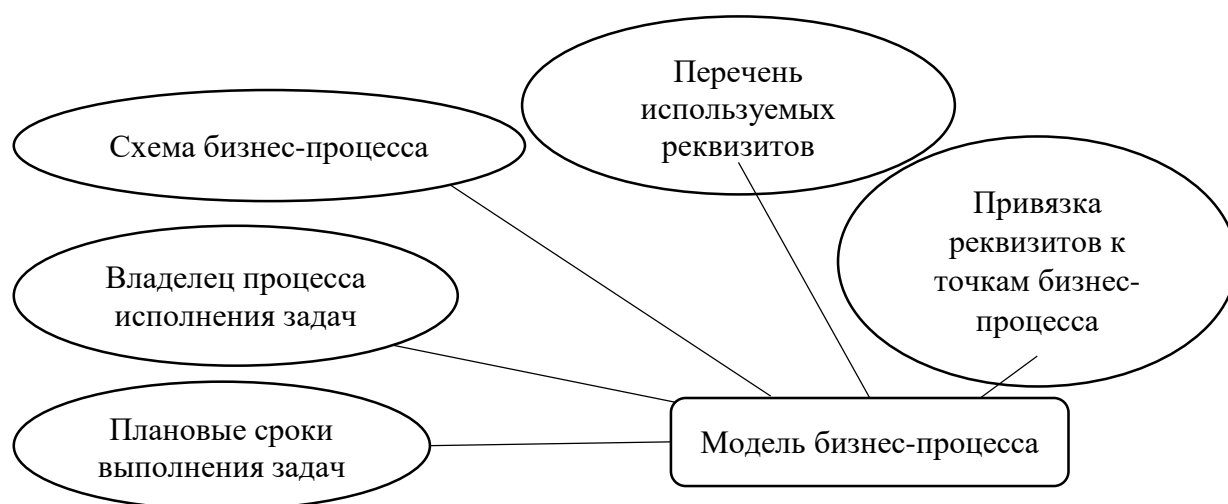 Перечень
используемых
реквизитов
Схема бизнес-процесса
Привязка
реквизитов к
точкам бизнес-
процесса
Владелец процесса
исполнения задач
Плановые сроки
выполнения задач
Модель бизнес-процесса